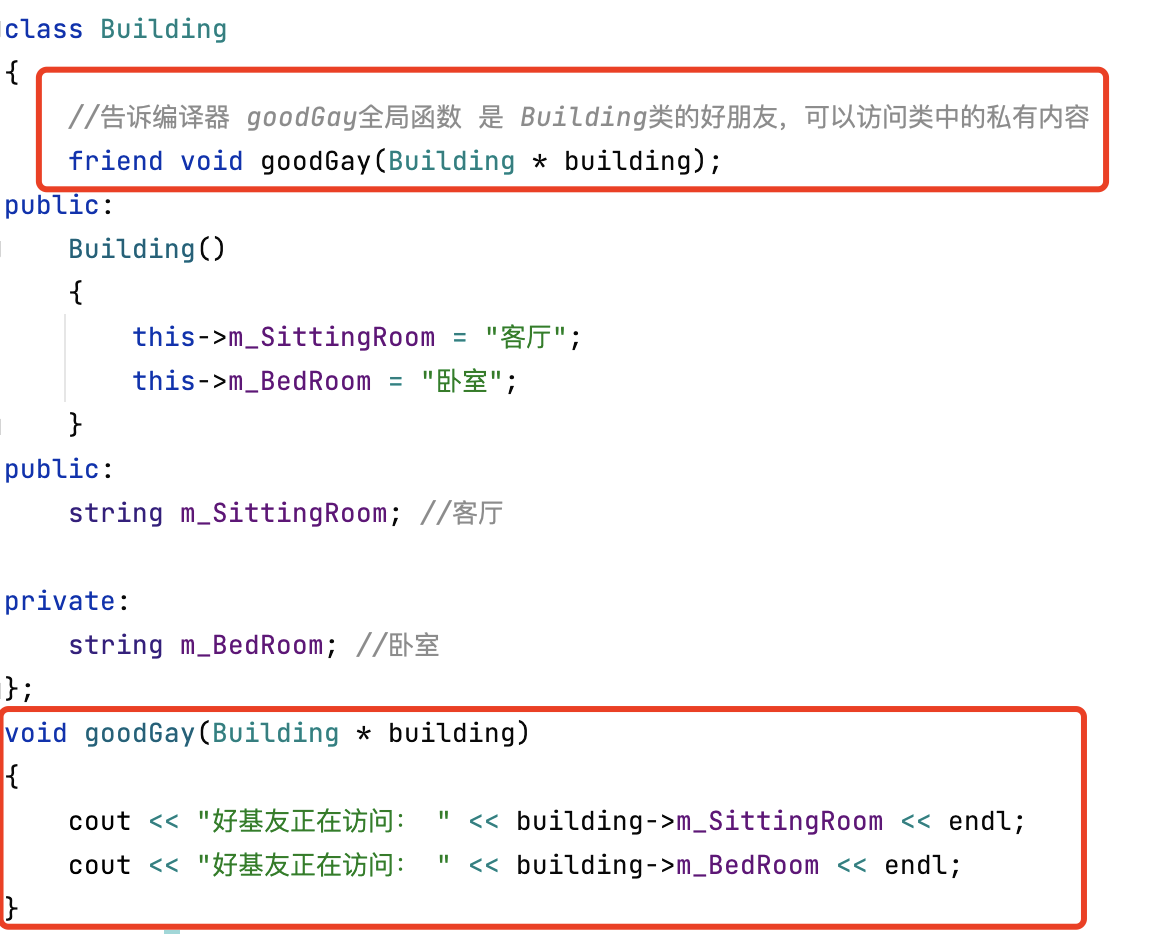 class Building
{
//告诉编译器 goodGay全局函数 是 Building类的好朋友，可以访问类中的私有内容
friend void goodGay(Building * building);
public:
Building()
{
this->m_SittingRoom = "客厅";
this->m_BedRoom = "卧室";
}
public:
string m_SittingRoom; //客厅
private:
string m_BedRoom; //卧室
};
void goodGay(Building * building)
{
cout << "好基友正在访问： " << building->m_SittingRoom << endl;
cout << "好基友正在访问： " << building->m_BedRoom << endl;
}